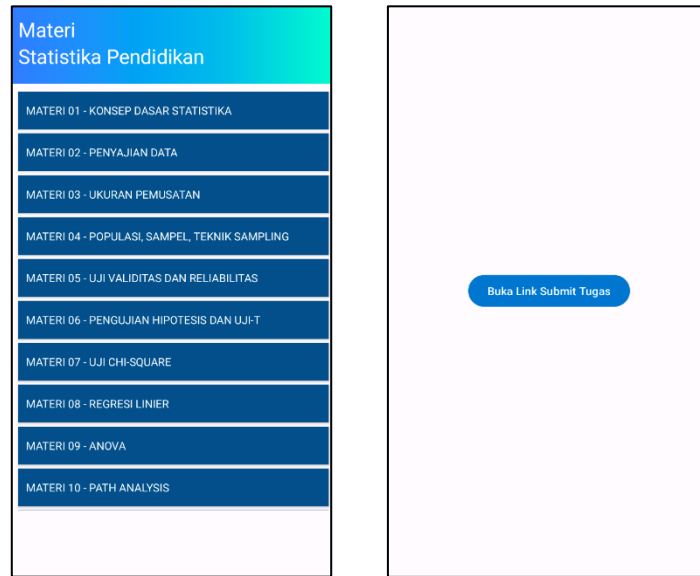 Materi
Statistika Pendidikan
MATERI 01 - KONSEP DASAR STATISTIKA
MATERI 02 - PENYAJIAN DATA
MATERI 03 - UKURAN PEMUSATAN
MATERI 04 - POPULASI, SAMPEL, TEKNIK SAMPLING
MATERI 05 - UJI VALIDITAS DAN RELIABILITAS
MATERI 06 - PENGUJIAN HIPOTESIS DAN UJI-T
MATERI 07 - UJI CHI-SQUARE
MATERI 08 - REGRESI LINIER
MATERI 09 - ANOVA
MATERI 10 - PATH ANALYSIS
Buka Link Submit Tugas